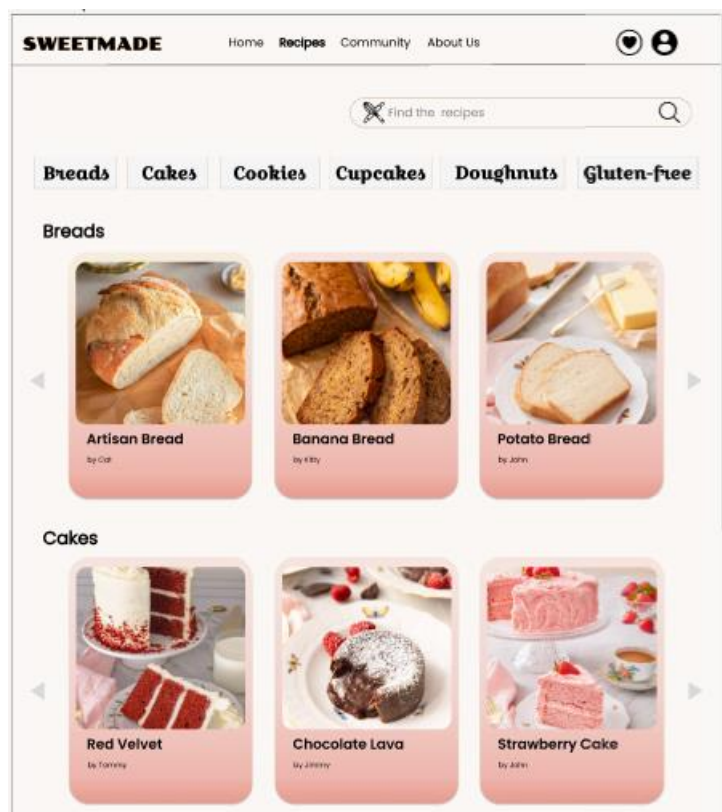 SWEETMADE Home Recipes Community About Us
Find the recipes
Breads Cakes Cookies Cupcakes Doughnuts Gluten-free
Breads
Artisan Bread Banana Bread Potato Bread
by Cat by Kitty by John
Cakes
Red Velvet Chocolate Lava Strawberry Cake
by Tommy by Jimmy by John